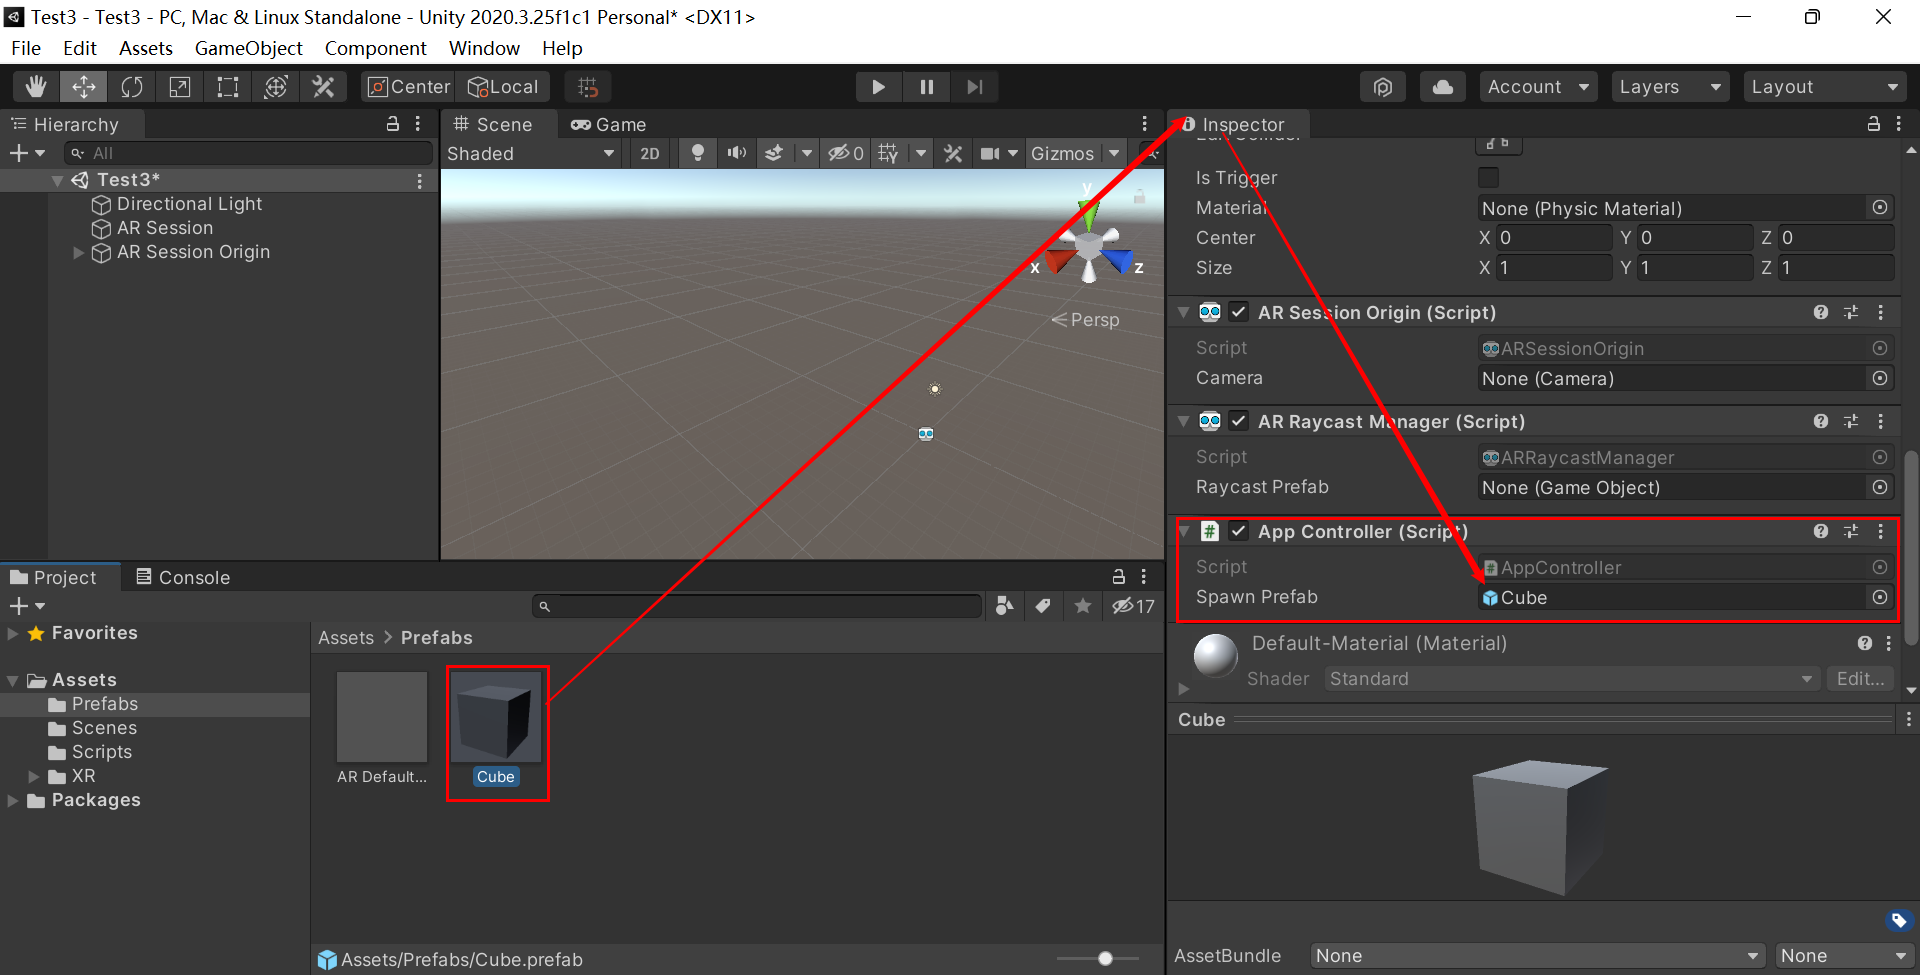 Test3 - Test3 - PC, Mac & Linux Standalone - Unity 2020.3.25f1c1 Personal* <DX11>
File Edit Assets GameObject Component Window Help
Center Local Account Layers Layout
Hierarchy
All
Test3*
Directional Light
AR Session
AR Session Origin
Scene Game
Shaded 2D 0 Gizmos
y
x z
Persp
Inspector
Is Trigger
Material None (Physic Material)
Center X 0 Y 0 Z 0
Size X 1 Y 1 Z 1
AR Session Origin (Script)
Script ARSessionOrigin
Camera None (Camera)
AR Raycast Manager (Script)
Script ARRaycastManager
Raycast Prefab None (Game Object)
# App Controller (Script)
Script # AppController
Spawn Prefab Cube
Default-Material (Material)
Shader Standard Edit...
Cube
AssetBundle None None
Project Console
17
Favorites
Assets
Prefabs
Scenes
Scripts
XR
Packages
Assets > Prefabs
AR Default...
Cube
Assets/Prefabs/Cube.prefab